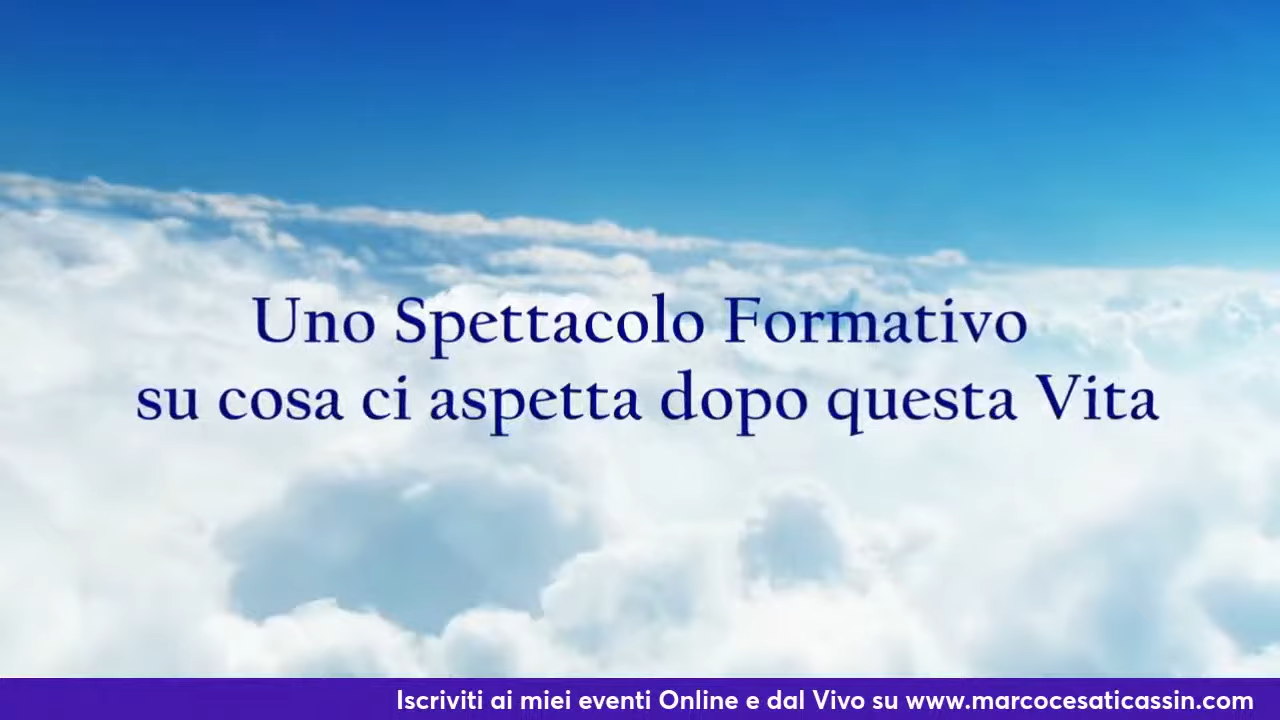 Uno Spettacolo Formativo
su cosa ci aspetta dopo questa Vita
Iscriviti ai miei eventi Online e dal Vivo su www.marcocesaticassin.com